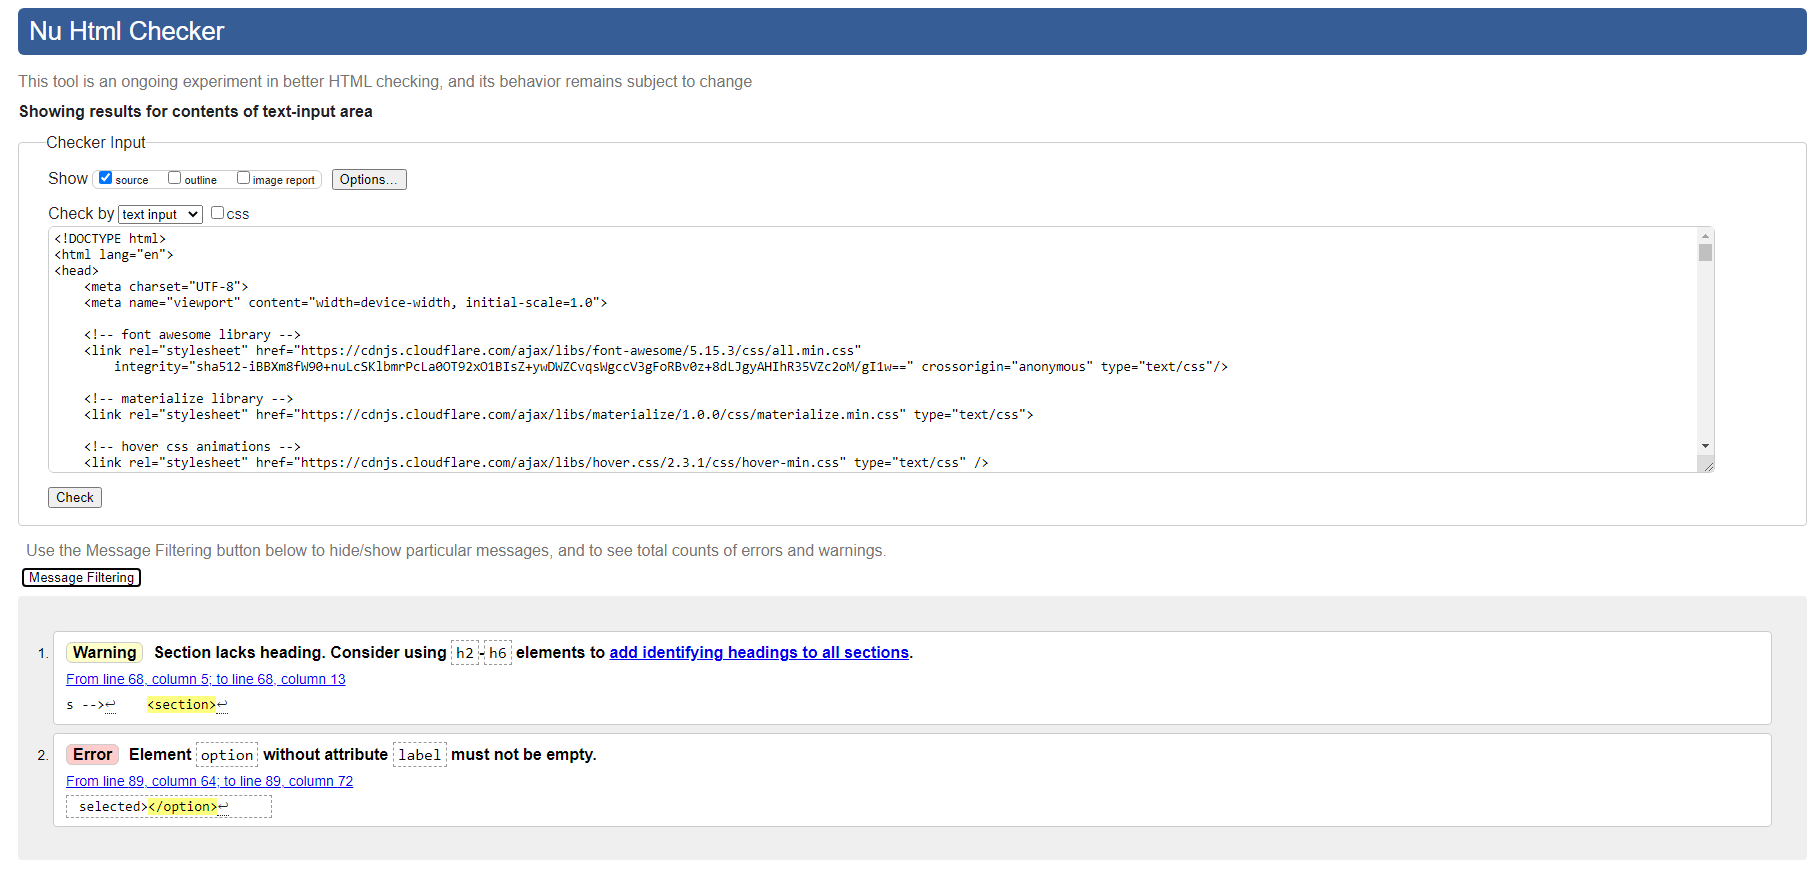 Nu Html Checker
This tool is an ongoing experiment in better HTML checking, and its behavior remains subject to change
Showing results for contents of text-input area
Checker Input
Show source outline image report Options...
Check by text input css
<!DOCTYPE html>
<html lang="en">
<head>
<meta charset="UTF-8">
<meta name="viewport" content="width=device-width, initial-scale=1.0">
<!-- font awesome library -->
<link rel="stylesheet" href="https://cdnjs.cloudflare.com/ajax/libs/font-awesome/5.15.3/css/all.min.css"
integrity="sha512-iBBXm8fW90+nuLcSKlbmrPcLa0OT92xO1BIsZ+ywDWZCvqsWgccV3gFoRBv0z+8dLJgyAHIhR35VZc2oM/gI1w==" crossorigin="anonymous" type="text/css"/>
<!-- materialize library -->
<link rel="stylesheet" href="https://cdnjs.cloudflare.com/ajax/libs/materialize/1.0.0/css/materialize.min.css" type="text/css">
<!-- hover css animations -->
<link rel="stylesheet" href="https://cdnjs.cloudflare.com/ajax/libs/hover.css/2.3.1/css/hover-min.css" type="text/css" />
Check
Use the Message Filtering button below to hide/show particular messages, and to see total counts of errors and warnings.
Message Filtering
1. Warning Section lacks heading. Consider using h2-h6 elements to add identifying headings to all sections.
From line 68, column 5; to line 68, column 13
s -->↩ <section>↩
2. Error Element option without attribute label must not be empty.
From line 89, column 64; to line 89, column 72
selected></option>↩